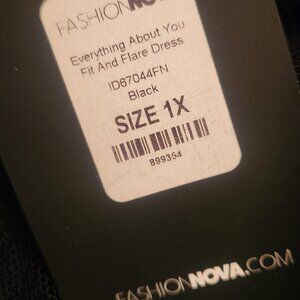 FASHIONNOVA
Everything About You
Fit And Flare Dress
ID67044FN
Black
SIZE 1X
899354
FASHIONNOVA.COM